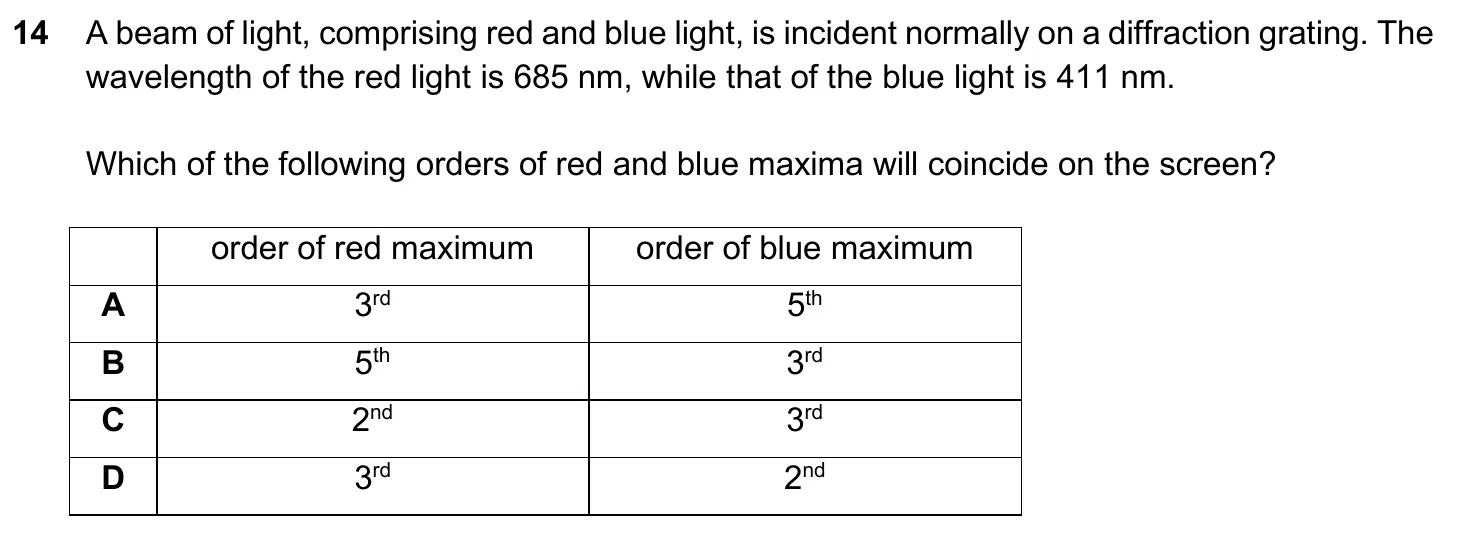 14 A beam of light, comprising red and blue light, is incident normally on a diffraction grating. The
wavelength of the red light is 685 nm, while that of the blue light is 411 nm.
Which of the following orders of red and blue maxima will coincide on the screen?
order of red maximum order of blue maximum
A 3rd 5th
B 5th 3rd
C 2nd 3rd
D 3rd 2nd